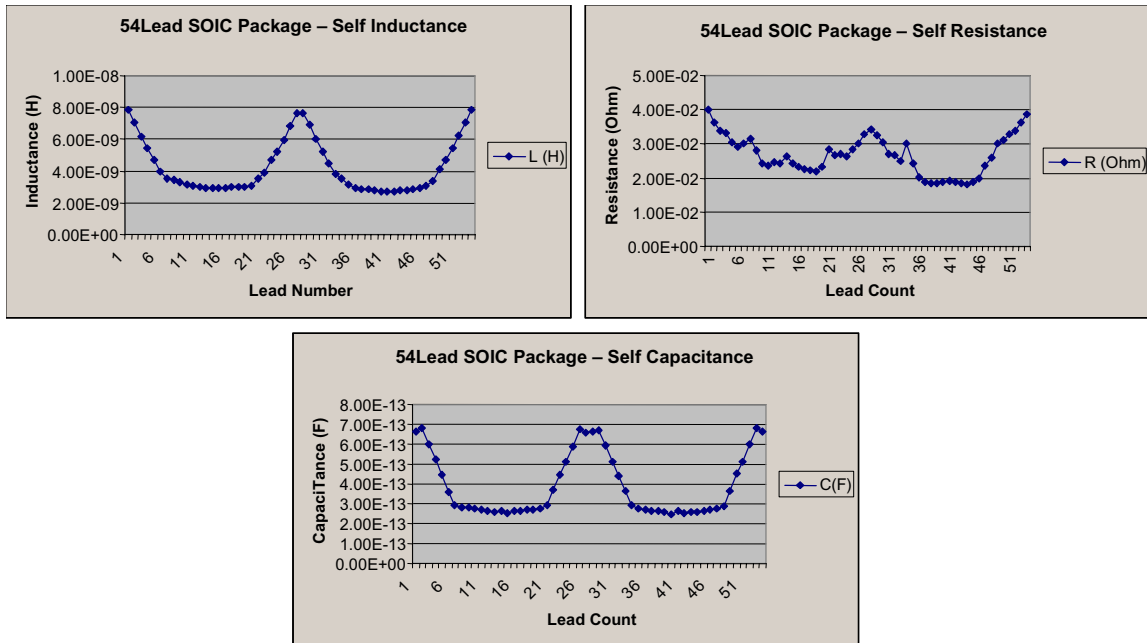 54Lead SOIC Package – Self Inductance
Inductance (H)
1.00E-08
8.00E-09
6.00E-09
4.00E-09
2.00E-09
0.00E+00
1 6 11 16 21 26 31 36 41 46 51
Lead Number
L (H)
54Lead SOIC Package – Self Resistance
Resistance (Ohm)
5.00E-02
4.00E-02
3.00E-02
2.00E-02
1.00E-02
0.00E+00
1 6 11 16 21 26 31 36 41 46 51
Lead Count
R (Ohm)
54Lead SOIC Package – Self Capacitance
CapaciTance (F)
8.00E-13
7.00E-13
6.00E-13
5.00E-13
4.00E-13
3.00E-13
2.00E-13
1.00E-13
0.00E+00
1 6 11 16 21 26 31 36 41 46 51
Lead Count
C(F)